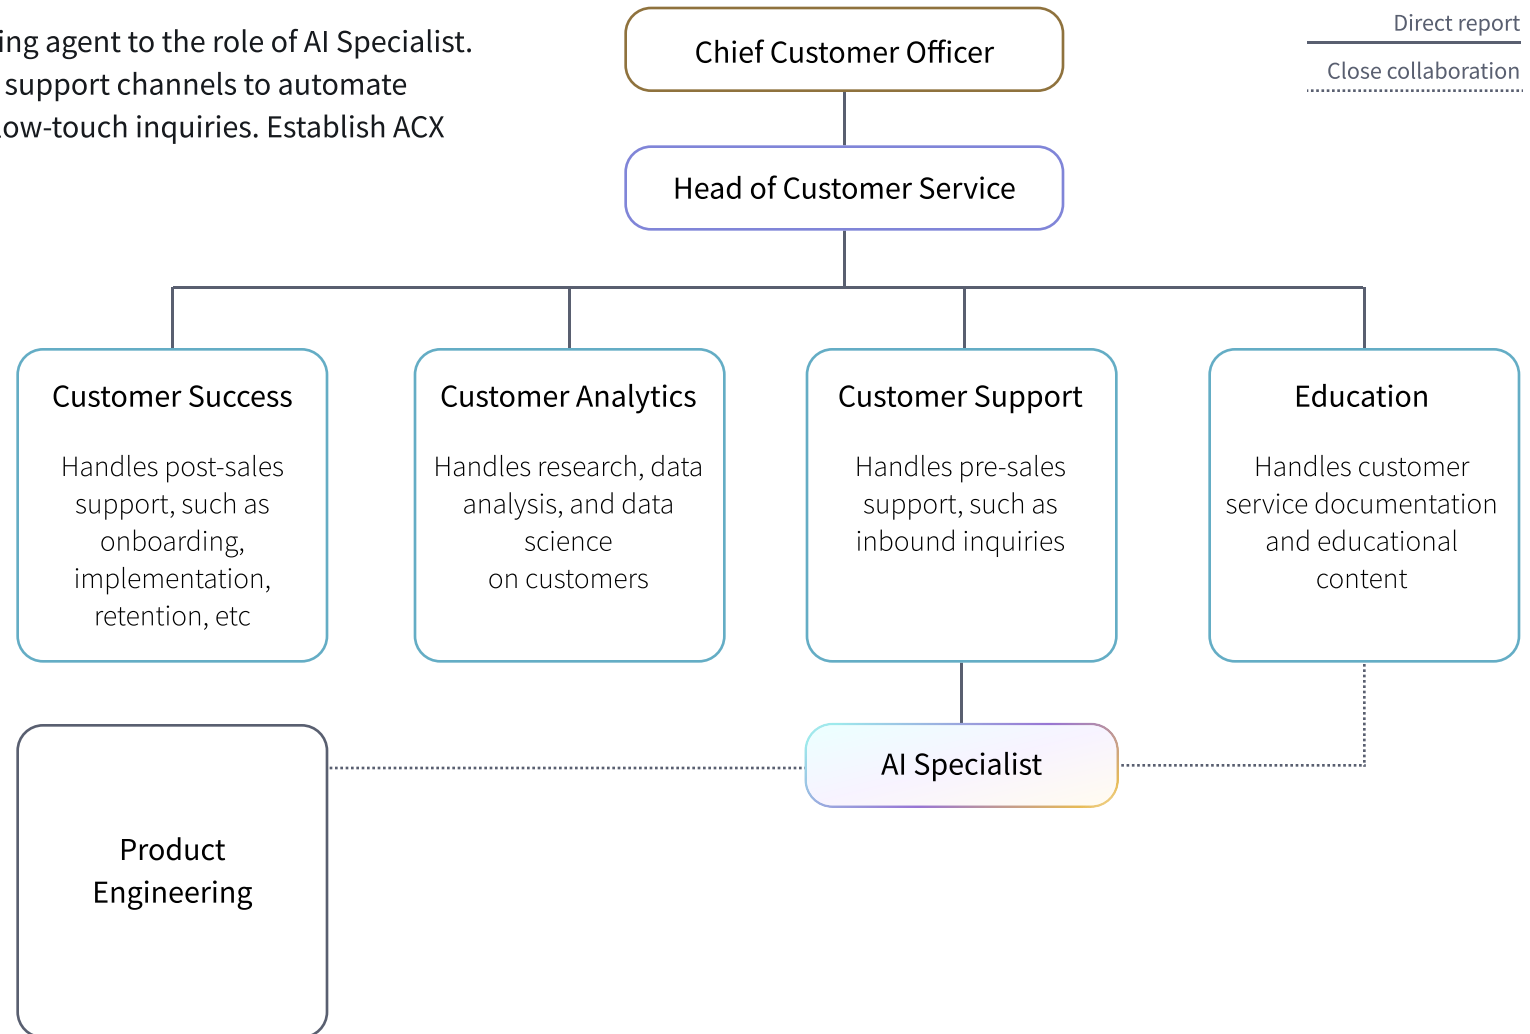 ing agent to the role of AI Specialist.
support channels to automate
low-touch inquiries. Establish ACX
Direct report
Close collaboration
Chief Customer Officer
Head of Customer Service
Customer Success
Handles post-sales
support, such as
onboarding,
implementation,
retention, etc
Customer Analytics
Handles research, data
analysis, and data
science
on customers
Customer Support
Handles pre-sales
support, such as
inbound inquiries
Education
Handles customer
service documentation
and educational
content
AI Specialist
Product
Engineering